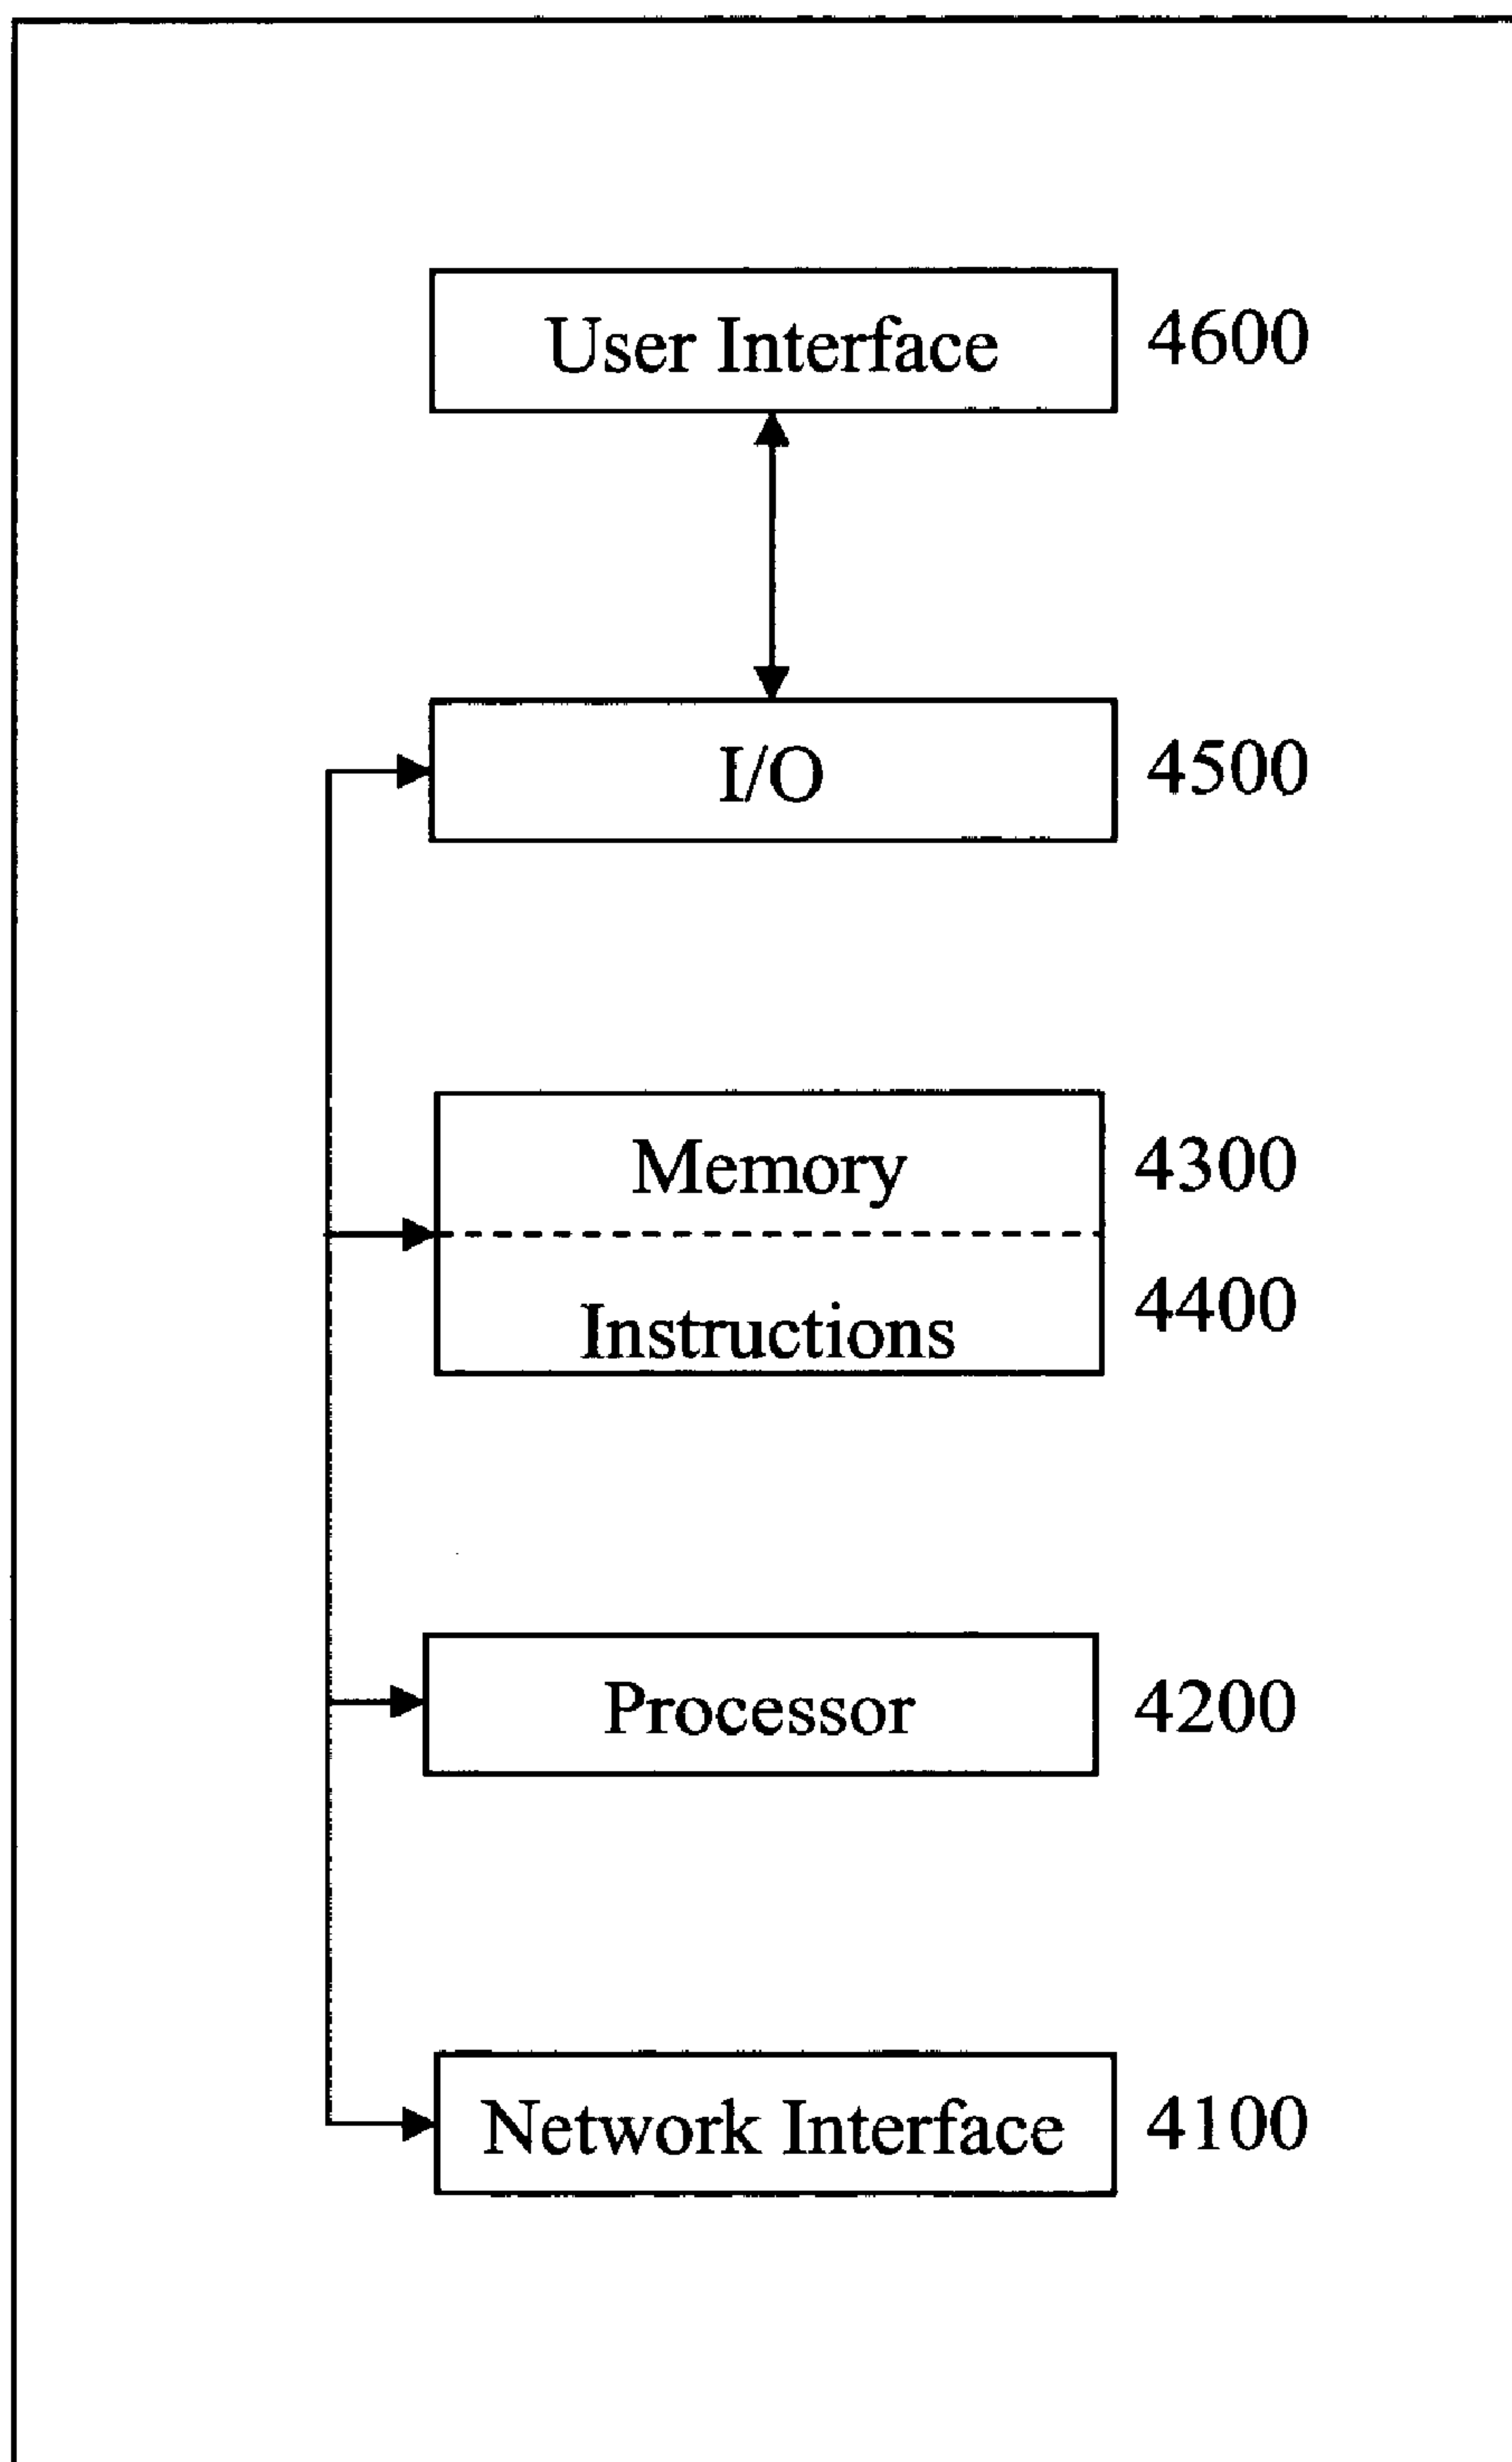 User Interface 4600
I/O 4500
Memory 4300
Instructions 4400
Processor 4200
Network Interface 4100